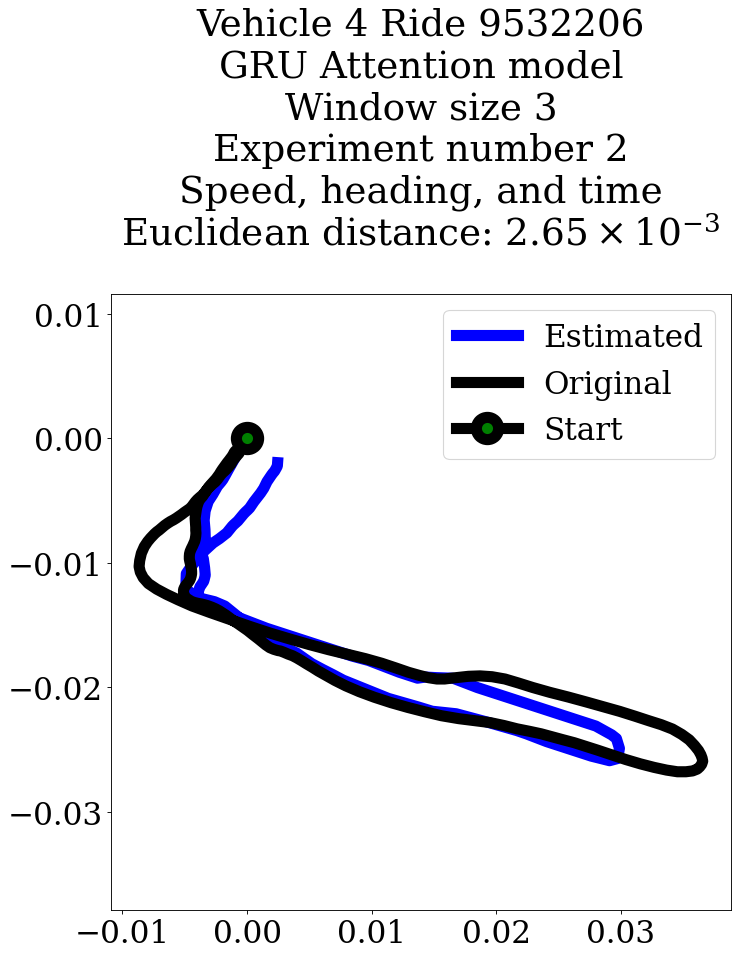 Vehicle 4 Ride 9532206
GRU Attention model
Window size 3
Experiment number 2
Speed, heading, and time
Euclidean distance: 2.65 × 10⁻³
Estimated
Original
Start
0.01
0.00
−0.01
−0.02
−0.03
−0.01 0.00 0.01 0.02 0.03